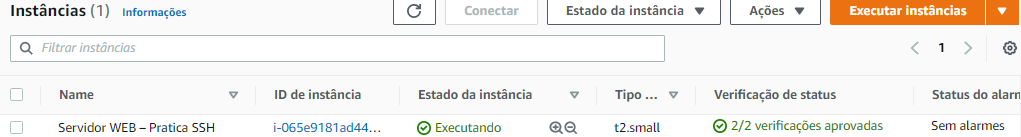 Instâncias (1) Informações Conectar Estado da instância Ações Executar instâncias
Filtrar instâncias 1
Name ID de instância Estado da instância Tipo ... Verificação de status Status do alarm
Servidor WEB – Pratica SSH i-065e9181ad44... Executando t2.small 2/2 verificações aprovadas Sem alarmes